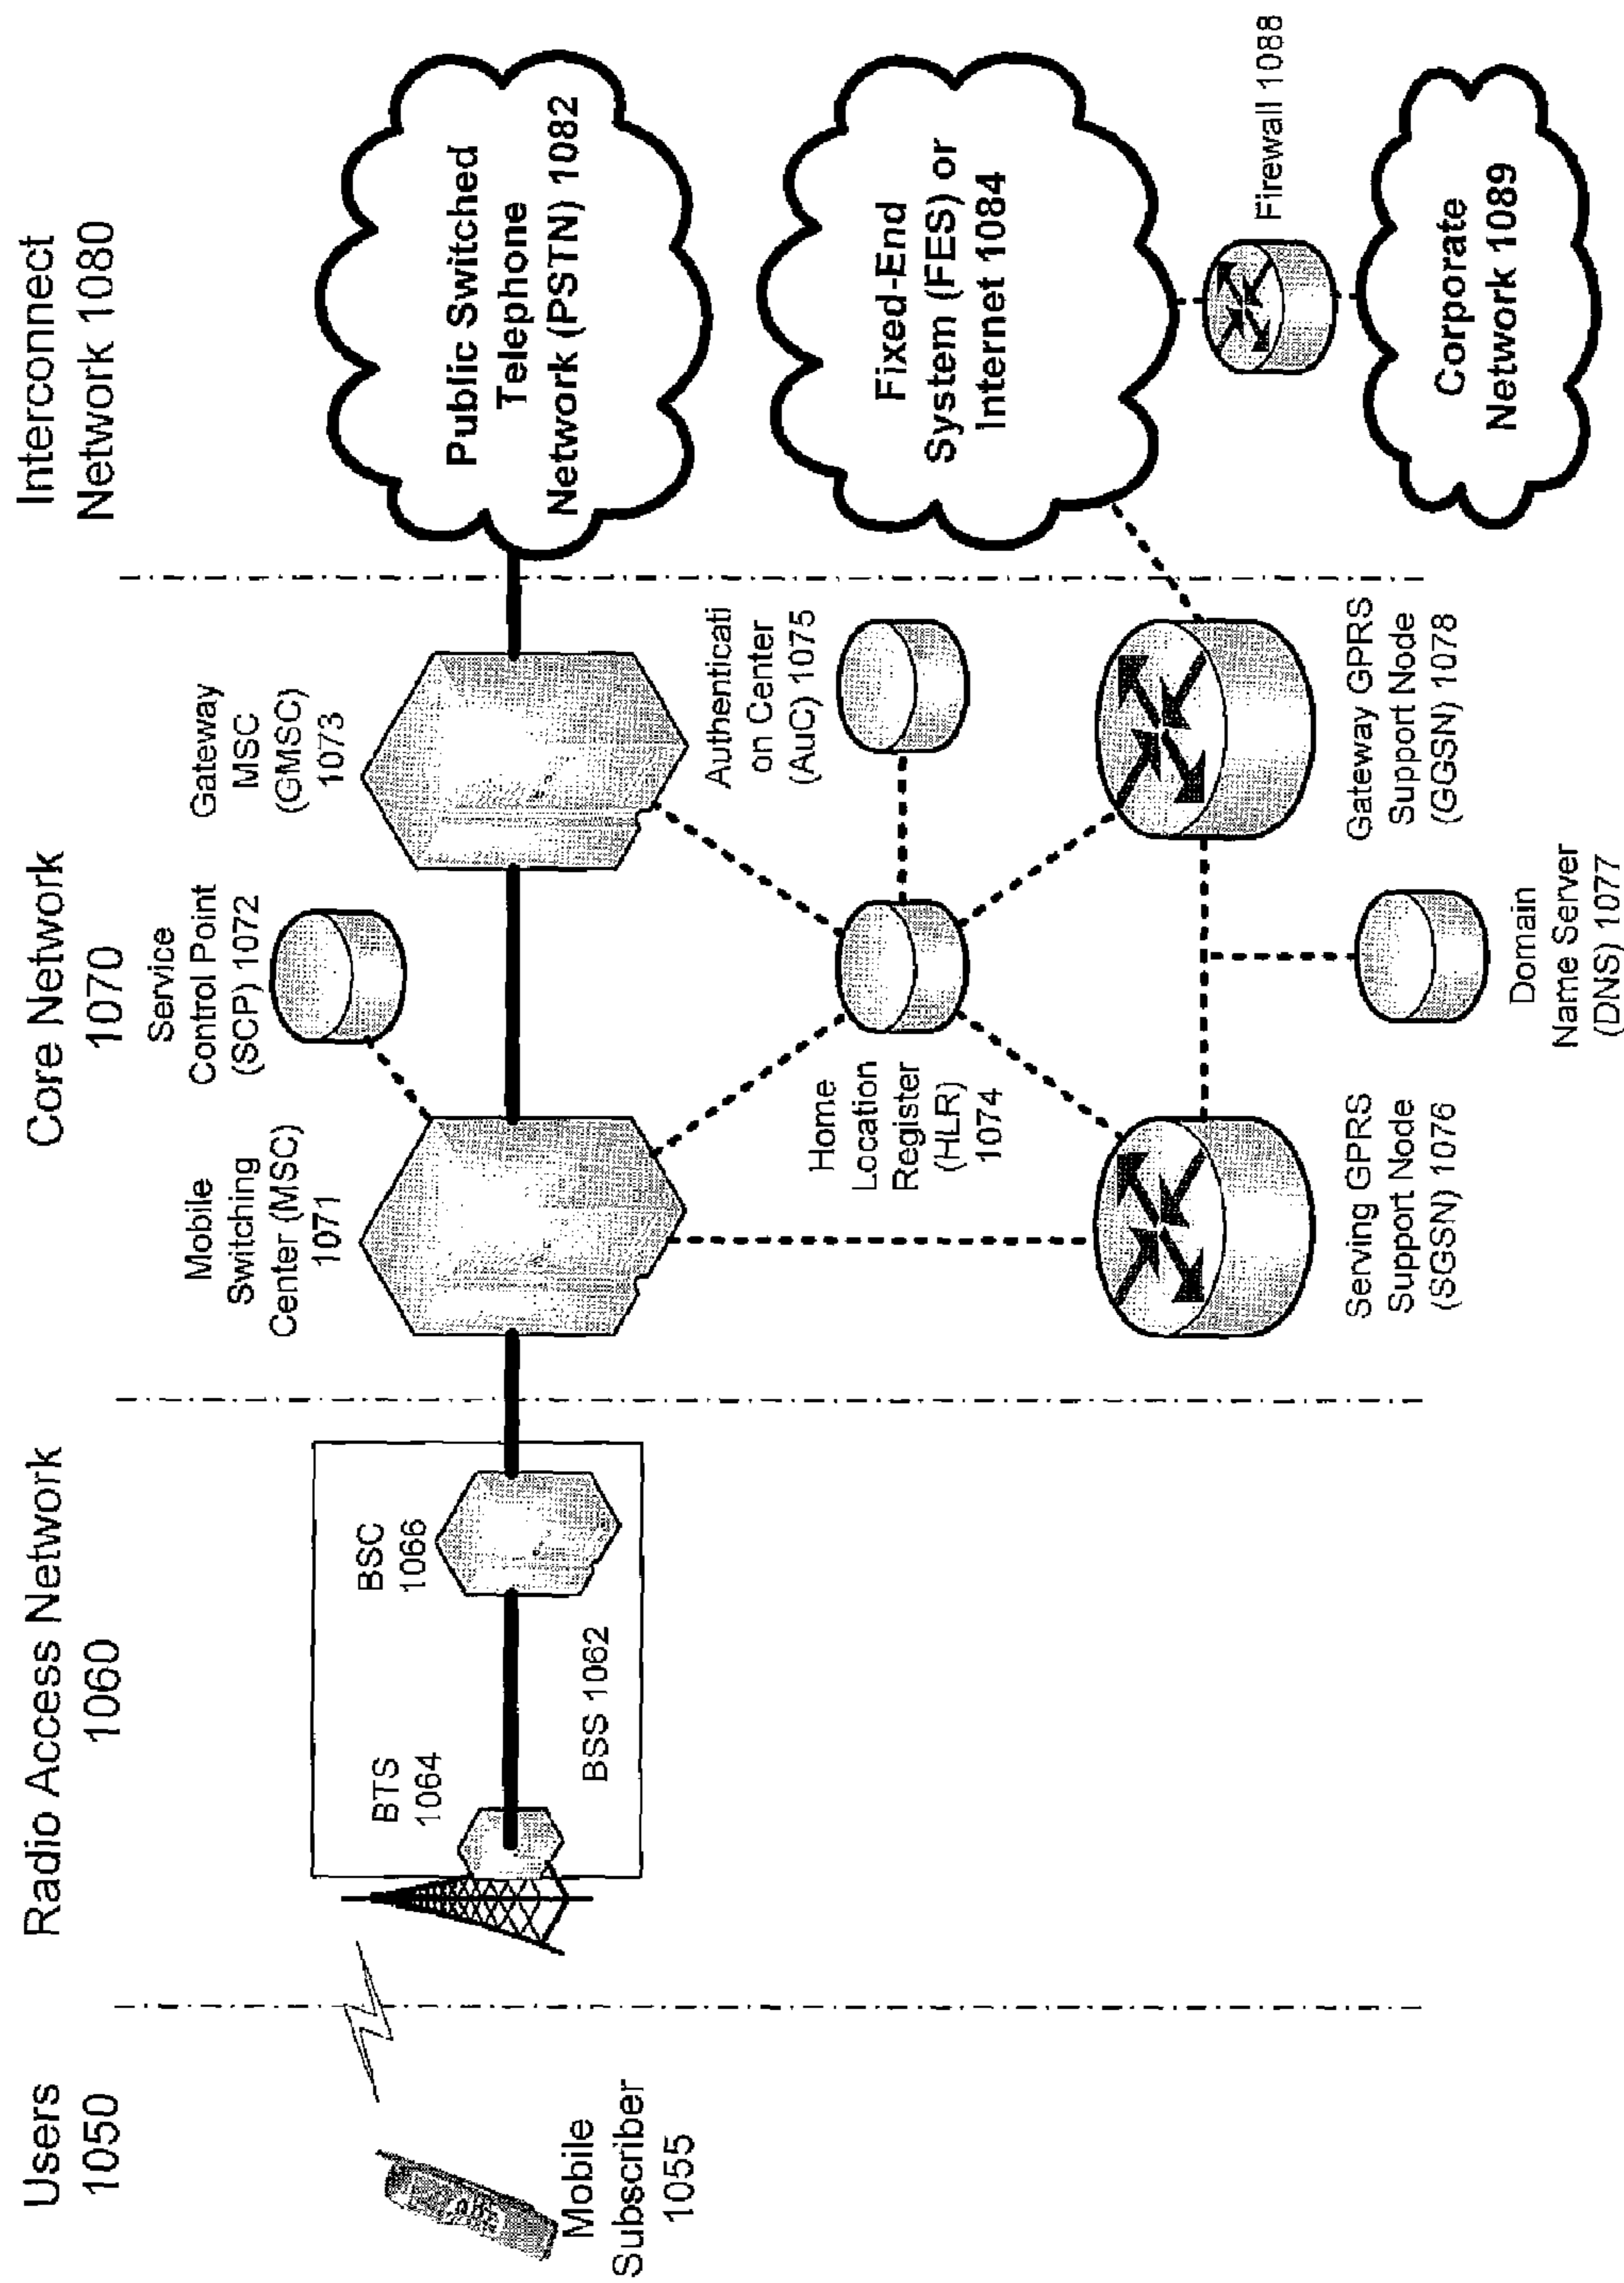 Users
1050
Radio Access Network
1060
Core Network
1070
Interconnect
Network 1080
Mobile
Subscriber
1055
BTS
1064
BSC
1066
BSS 1062
Mobile
Switching
Center (MSC)
1071
Service
Control Point
(SCP) 1072
Gateway
MSC
(GMSC)
1073
Home
Location
Register
(HLR)
1074
Authenticati
on Center
(AuC) 1075
Serving GPRS
Support Node
(SGSN) 1076
Domain
Name Server
(DNS) 1077
Gateway GPRS
Support Node
(GGSN) 1078
Public Switched
Telephone
Network (PSTN) 1082
Fixed-End
System (FES) or
Internet 1084
Firewall 1088
Corporate
Network 1089